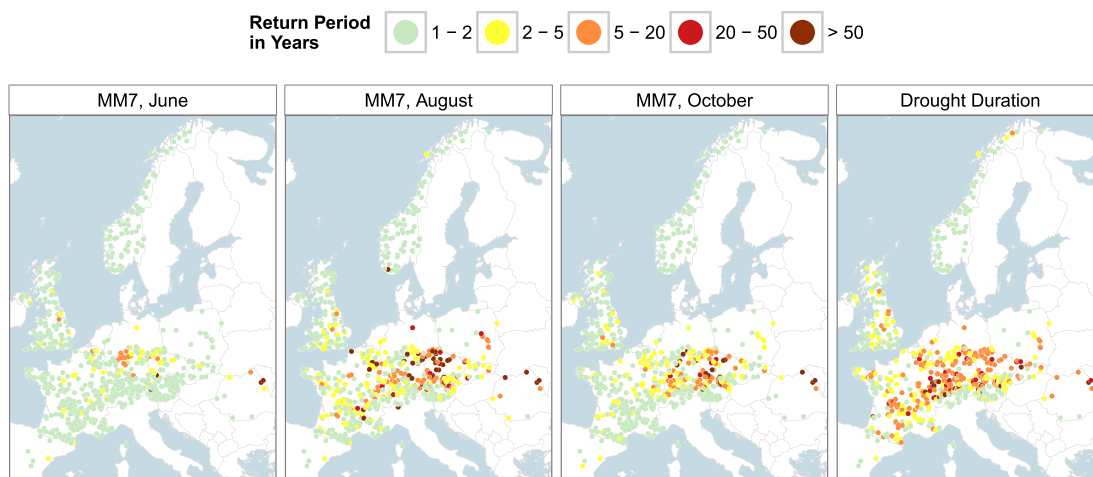 Return Period
in Years
1 − 2
2 − 5
5 − 20
20 − 50
> 50
MM7, June
MM7, August
MM7, October
Drought Duration